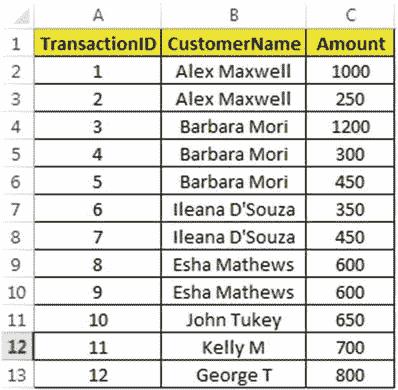 A B C
1 TransactionID CustomerName Amount
2 1 Alex Maxwell 1000
3 2 Alex Maxwell 250
4 3 Barbara Mori 1200
5 4 Barbara Mori 300
6 5 Barbara Mori 450
7 6 Ileana D'Souza 350
8 7 Ileana D'Souza 450
9 8 Esha Mathews 600
10 9 Esha Mathews 600
11 10 John Tukey 650
12 11 Kelly M 700
13 12 George T 800